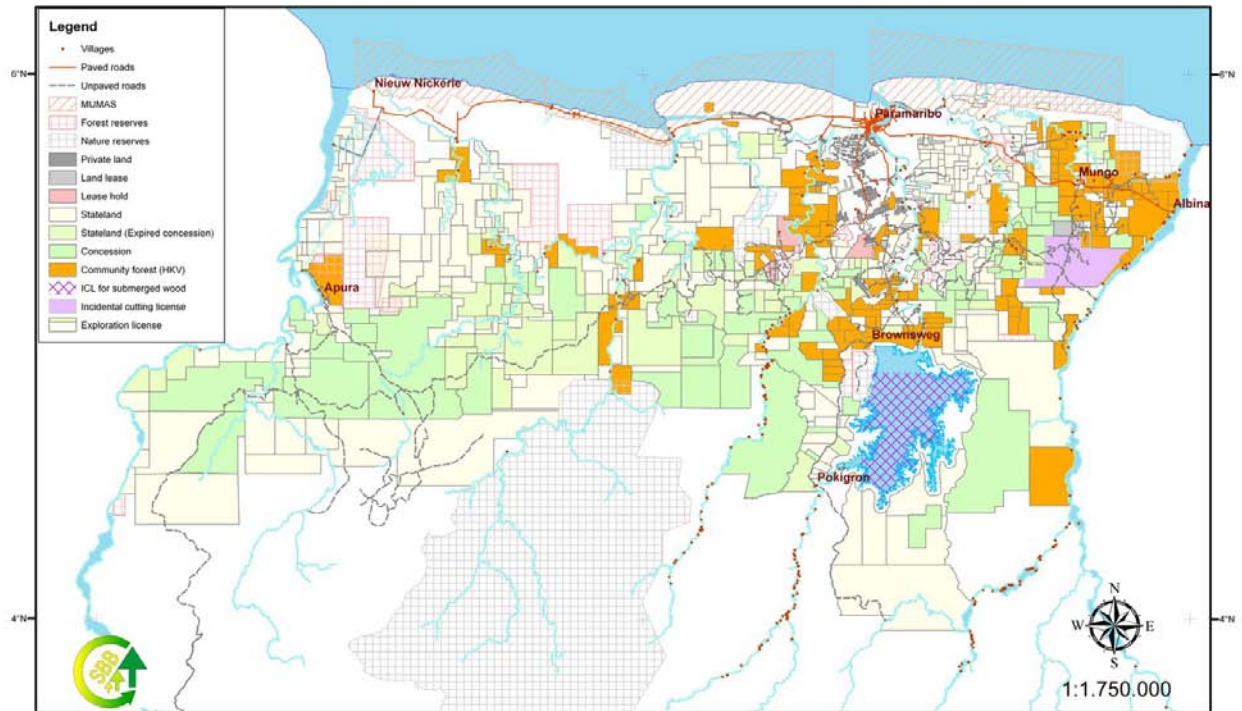 Legend
Villages
Paved roads
Unpaved roads
MUMAS
Forest reserves
Nature reserves
Private land
Land lease
Lease hold
Stateland
Stateland (Expired concession)
Concession
Community forest (HKV)
ICL for submerged wood
Incidental cutting license
Exploration license
6°N
6°N
Nieuw Nickerie
Paramaribo
Mungo
Albina
Apura
Brownsweg
Pokigron
4°N
4°N
N
W
E
S
SBB
1:1.750.000